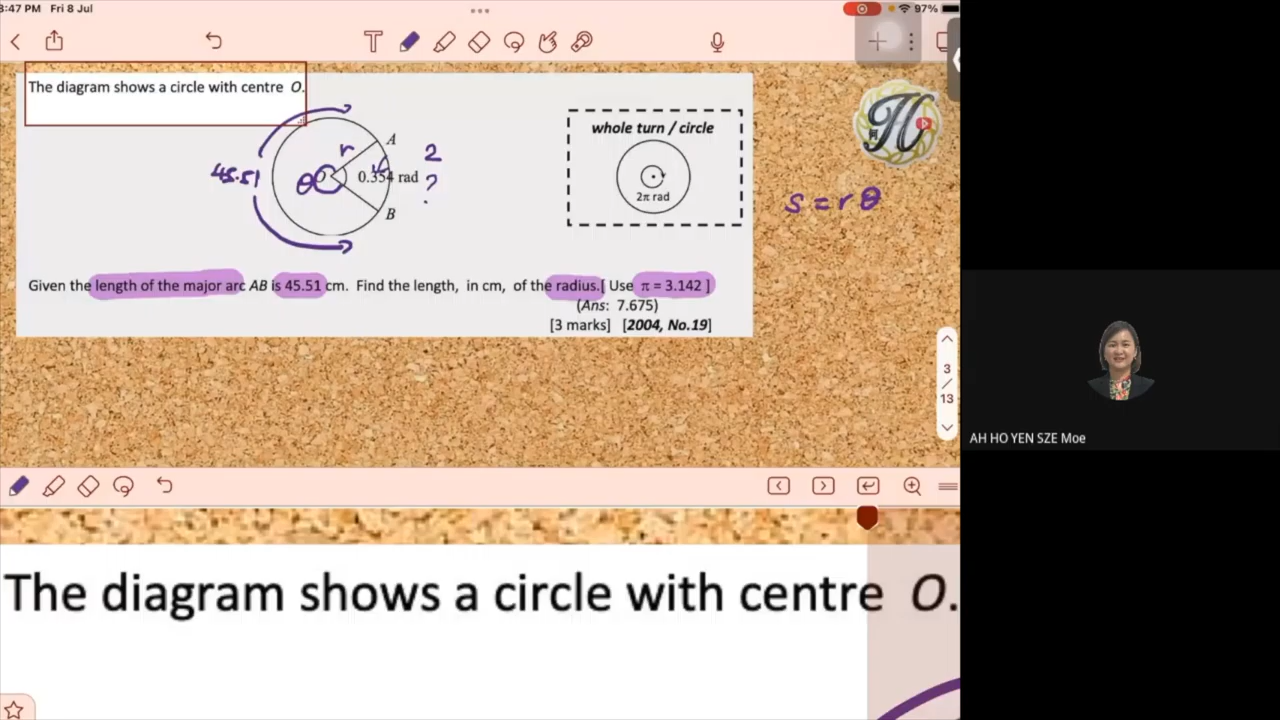 3:47 PM Fri 8 Jul
97%
The diagram shows a circle with centre O.
A
r
2
45.51
θ
O
0.354 rad
?
B
whole turn / circle
2π rad
s = r θ
Given the length of the major arc AB is 45.51 cm. Find the length, in cm, of the radius.[ Use π = 3.142 ]
(Ans: 7.675)
[3 marks] [2004, No.19]
3
/
13
AH HO YEN SZE Moe
The diagram shows a circle with centre O.